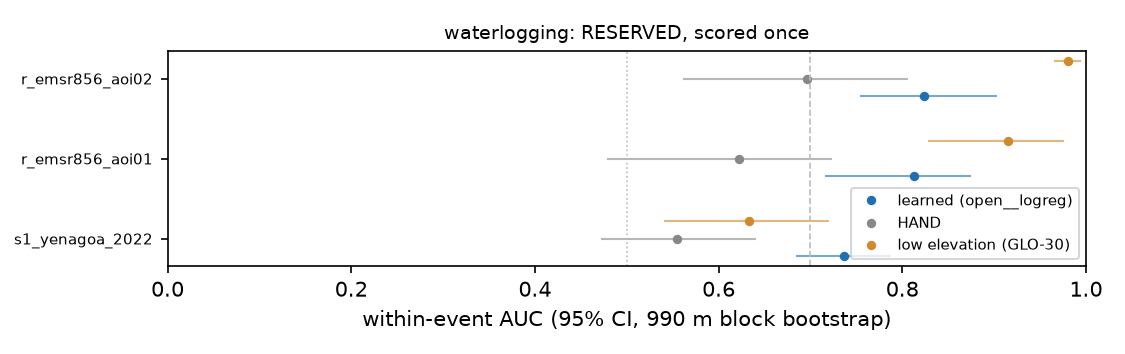 waterlogging: RESERVED, scored once
r_emsr856_aoi02
r_emsr856_aoi01
s1_yenagoa_2022
learned (open__logreg)
HAND
low elevation (GLO-30)
0.0 0.2 0.4 0.6 0.8 1.0
within-event AUC (95% CI, 990 m block bootstrap)